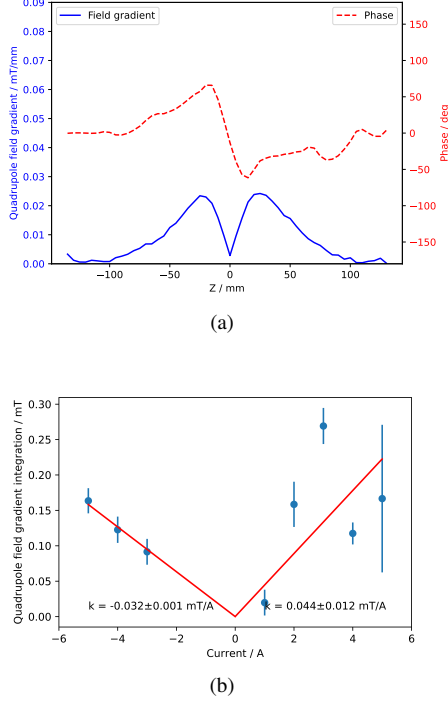 0.09
0.08
0.07
0.06
0.05
0.04
0.03
0.02
0.01
0.00
Quadrupole field gradient / mT/mm
Field gradient
Phase
150
100
50
0
−50
−100
−150
Phase / deg
−100 −50 0 50 100
Z / mm
(a)
0.30
0.25
0.20
0.15
0.10
0.05
0.00
Quadrupole field gradient integration / mT
k = -0.032±0.001 mT/A
k = 0.044±0.012 mT/A
−6 −4 −2 0 2 4 6
Current / A
(b)